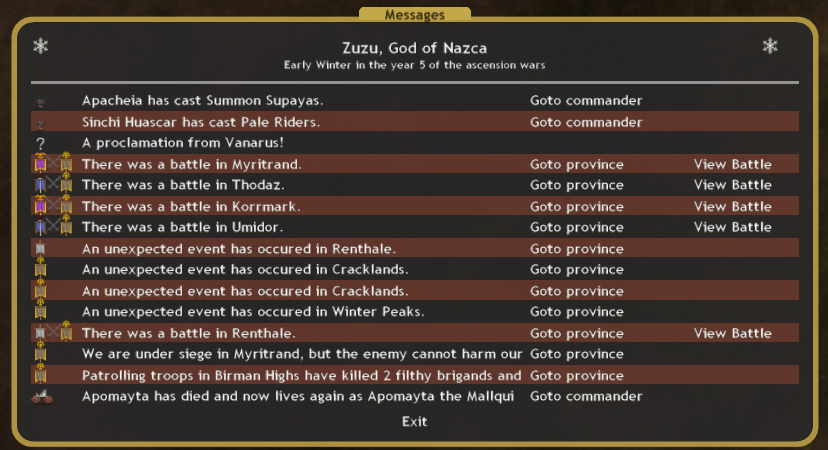 Messages
Zuzu, God of Nazca
Early Winter in the year 5 of the ascension wars
Apacheia has cast Summon Supayas. Goto commander
Sinchi Huascar has cast Pale Riders. Goto commander
? A proclamation from Vanarus!
There was a battle in Myritrand. Goto province View Battle
There was a battle in Thodaz. Goto province View Battle
There was a battle in Korrmark. Goto province View Battle
There was a battle in Umidor. Goto province View Battle
An unexpected event has occured in Renthale. Goto province
An unexpected event has occured in Cracklands. Goto province
An unexpected event has occured in Cracklands. Goto province
An unexpected event has occured in Winter Peaks. Goto province
There was a battle in Renthale. Goto province View Battle
We are under siege in Myritrand, but the enemy cannot harm our Goto province
Patrolling troops in Birman Highs have killed 2 filthy brigands and Goto province
Apomayta has died and now lives again as Apomayta the Mallqui Goto commander
Exit